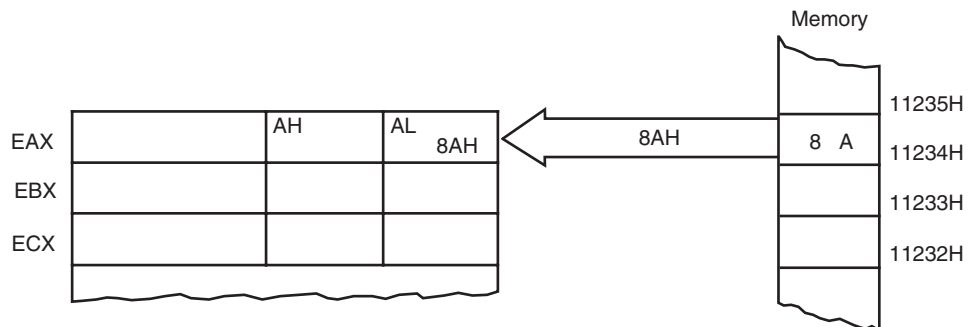 Memory
11235H
AH
AL
EAX
8AH
8AH
8 A
11234H
EBX
11233H
ECX
11232H